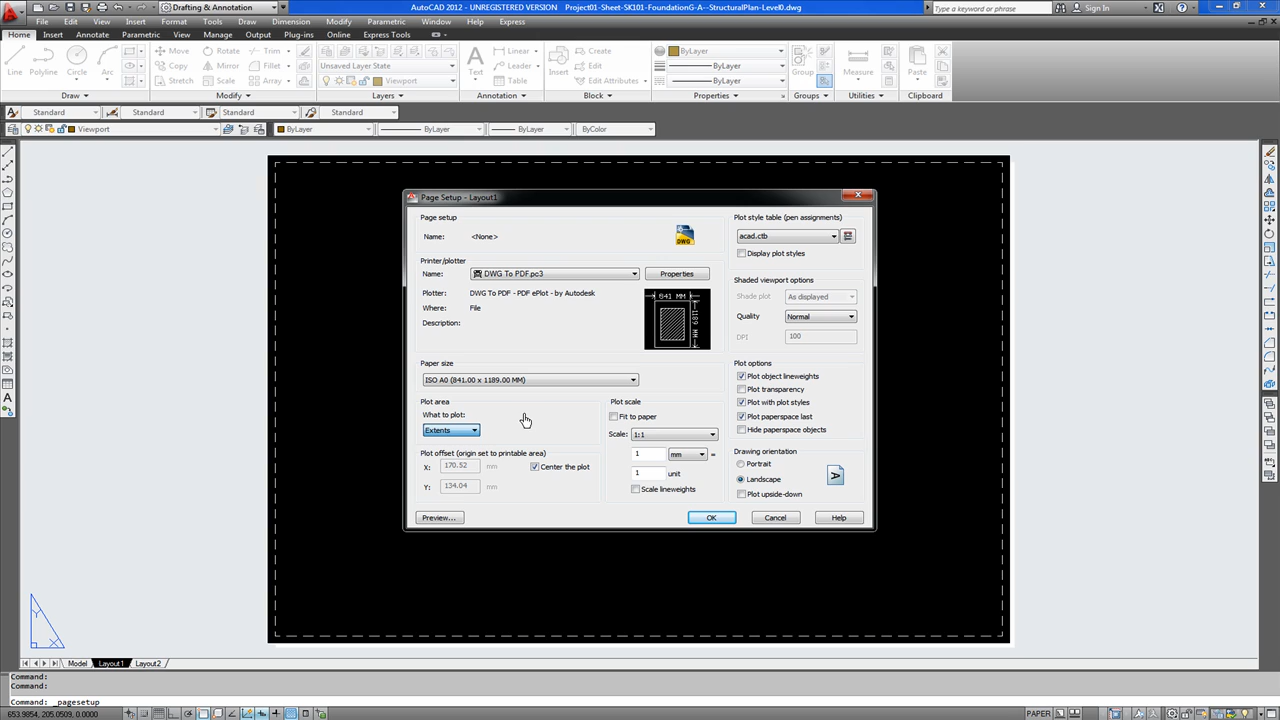 AutoCAD 2012 - UNREGISTERED VERSION Project01-Sheet-SK101-FoundationG-A--StructuralPlan-Level0.dwg
Drafting & Annotation
Type a keyword or phrase
Sign In
File Edit View Insert Format Tools Draw Dimension Modify Parametric Window Help Express
Home Insert Annotate Parametric View Manage Output Plug-ins Online Express Tools
Line Polyline Circle Arc
Move Rotate Trim
Copy Mirror Fillet
Stretch Scale Array
Unsaved Layer State
Viewport
Text
Linear
Leader
Table
Insert
Create
Edit
Edit Attributes
ByLayer
ByLayer
ByLayer
Group
Measure
Paste
Draw Modify Layers Annotation Block Properties Groups Utilities Clipboard
Standard Standard Standard Standard
Viewport ByLayer ByLayer ByLayer ByColor
Page Setup - Layout1
Page setup
Name: <None>
DWG
Printer/plotter
Name: DWG To PDF.pc3 Properties
Plotter: DWG To PDF - PDF ePlot - by Autodesk
Where: File
Description:
841 MM
1189 MM
Paper size
ISO A0 (841.00 x 1189.00 MM)
Plot area
What to plot:
Extents
Plot offset (origin set to printable area)
X: 170.52 mm Center the plot
Y: 134.04 mm
Plot scale
Fit to paper
Scale: 1:1
1 mm =
1 unit
Scale lineweights
Plot style table (pen assignments)
acad.ctb
Display plot styles
Shaded viewport options
Shade plot As displayed
Quality Normal
DPI 100
Plot options
Plot object lineweights
Plot transparency
Plot with plot styles
Plot paperspace last
Hide paperspace objects
Drawing orientation
Portrait
Landscape
A
Plot upside-down
Preview... OK Cancel Help
Y
X
Model Layout1 Layout2
Command:
Command:
Command: _pagesetup
653.9854, 205.0509, 0.0000
PAPER